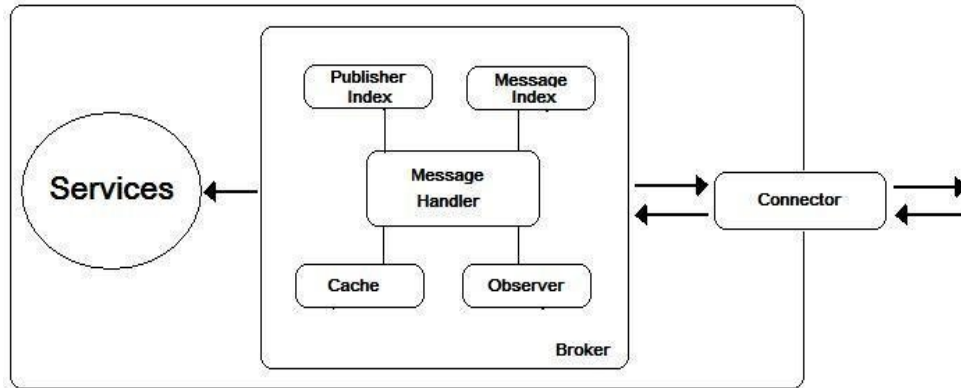 Publisher
Index
Message
Index
Services
Message
Handler
Connector
Cache
Observer
Broker